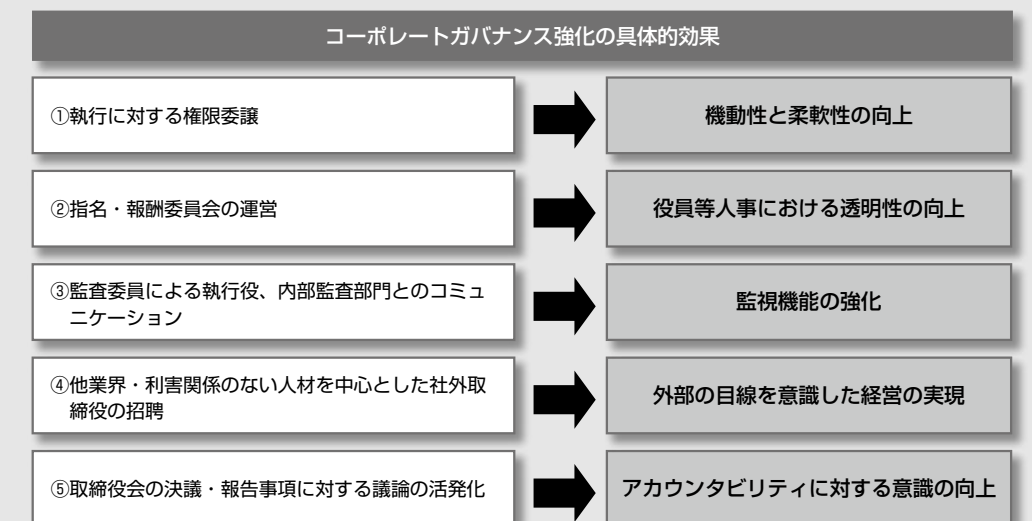 コーポレートガバナンス強化の具体的効果
①執行に対する権限委譲
機動性と柔軟性の向上
②指名・報酬委員会の運営
役員等人事における透明性の向上
③監査委員による執行役、内部監査部門とのコミュ
ニケーション
監視機能の強化
④他業界・利害関係のない人材を中心とした社外取
締役の招聘
外部の目線を意識した経営の実現
⑤取締役会の決議・報告事項に対する議論の活発化
アカウンタビリティに対する意識の向上